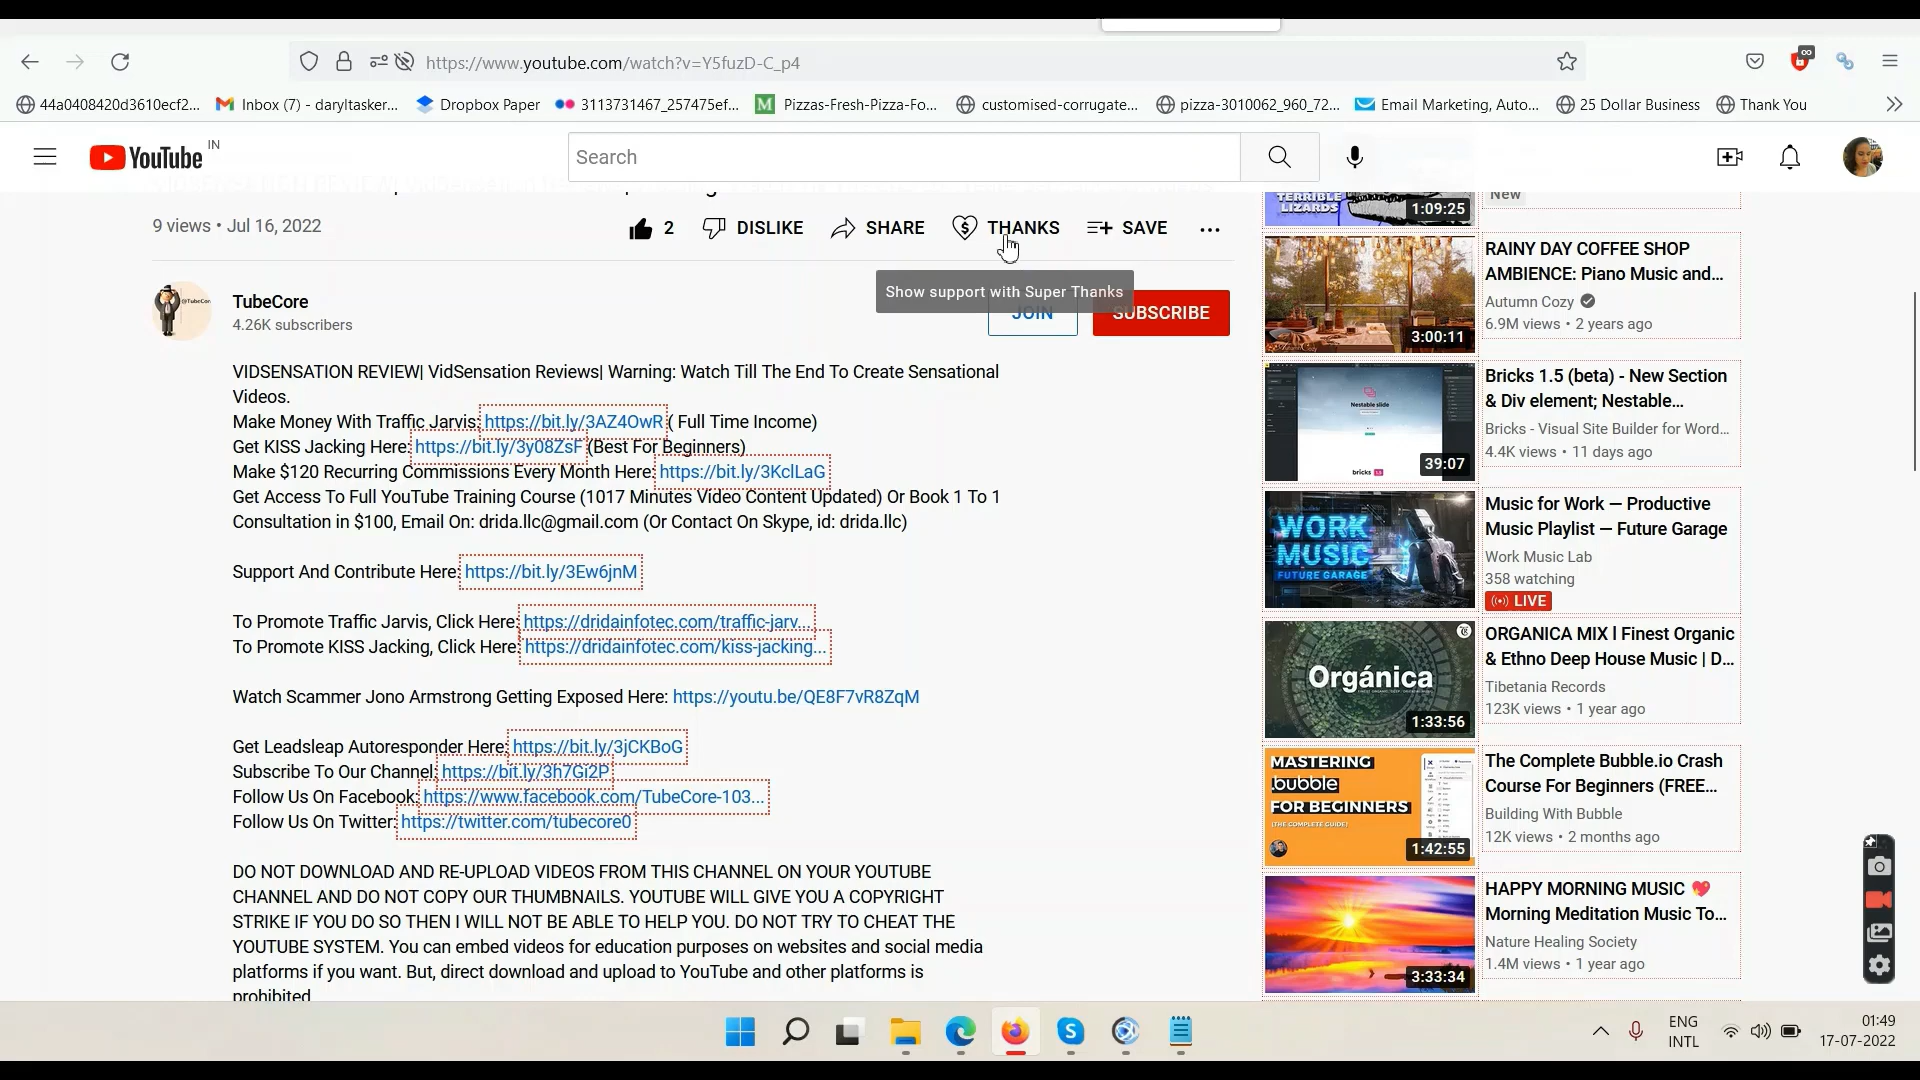 https://www.youtube.com/watch?v=Y5fuzD-C_p4
44a0408420d3610ecf2...
Inbox (7) - daryltasker...
Dropbox Paper
3113731467_257475ef...
Pizzas-Fresh-Pizza-Fo...
customised-corrugate...
pizza-3010062_960_72...
Email Marketing, Auto...
25 Dollar Business
Thank You
YouTube IN
Search
9 views • Jul 16, 2022
2
DISLIKE
SHARE
THANKS
SAVE
Show support with Super Thanks
TubeCore
4.26K subscribers
JOIN
SUBSCRIBE
VIDSENSATION REVIEW| VidSensation Reviews| Warning: Watch Till The End To Create Sensational
Videos.
Make Money With Traffic Jarvis: https://bit.ly/3AZ4OwR ( Full Time Income)
Get KISS Jacking Here: https://bit.ly/3y08ZsF (Best For Beginners)
Make $120 Recurring Commissions Every Month Here: https://bit.ly/3KclLaG
Get Access To Full YouTube Training Course (1017 Minutes Video Content Updated) Or Book 1 To 1
Consultation in $100, Email On: drida.llc@gmail.com (Or Contact On Skype, id: drida.llc)
Support And Contribute Here: https://bit.ly/3Ew6jnM
To Promote Traffic Jarvis, Click Here: https://dridainfotec.com/traffic-jarv...
To Promote KISS Jacking, Click Here: https://dridainfotec.com/kiss-jacking...
Watch Scammer Jono Armstrong Getting Exposed Here: https://youtu.be/QE8F7vR8ZqM
Get Leadsleap Autoresponder Here: https://bit.ly/3jCKBoG
Subscribe To Our Channel: https://bit.ly/3h7Gi2P
Follow Us On Facebook: https://www.facebook.com/TubeCore-103...
Follow Us On Twitter: https://twitter.com/tubecore0
DO NOT DOWNLOAD AND RE-UPLOAD VIDEOS FROM THIS CHANNEL ON YOUR YOUTUBE
CHANNEL AND DO NOT COPY OUR THUMBNAILS. YOUTUBE WILL GIVE YOU A COPYRIGHT
STRIKE IF YOU DO SO THEN I WILL NOT BE ABLE TO HELP YOU. DO NOT TRY TO CHEAT THE
YOUTUBE SYSTEM. You can embed videos for education purposes on websites and social media
platforms if you want. But, direct download and upload to YouTube and other platforms is
prohibited
TERRIBLE
LIZARDS
1:09:25
New
3:00:11
RAINY DAY COFFEE SHOP
AMBIENCE: Piano Music and...
Autumn Cozy
6.9M views • 2 years ago
Nestable slide
bricks 1.5
39:07
Bricks 1.5 (beta) - New Section
& Div element; Nestable...
Bricks - Visual Site Builder for Word...
4.4K views • 11 days ago
WORK
MUSIC
FUTURE GARAGE
Music for Work — Productive
Music Playlist — Future Garage
Work Music Lab
358 watching
LIVE
Orgánica
1:33:56
ORGANICA MIX l Finest Organic
& Ethno Deep House Music | D...
Tibetania Records
123K views • 1 year ago
MASTERING
.bubble
FOR BEGINNERS
(THE COMPLETE GUIDE)
1:42:55
The Complete Bubble.io Crash
Course For Beginners (FREE...
Building With Bubble
12K views • 2 months ago
3:33:34
HAPPY MORNING MUSIC 💖
Morning Meditation Music To...
Nature Healing Society
1.4M views • 1 year ago
ENG
INTL
01:49
17-07-2022